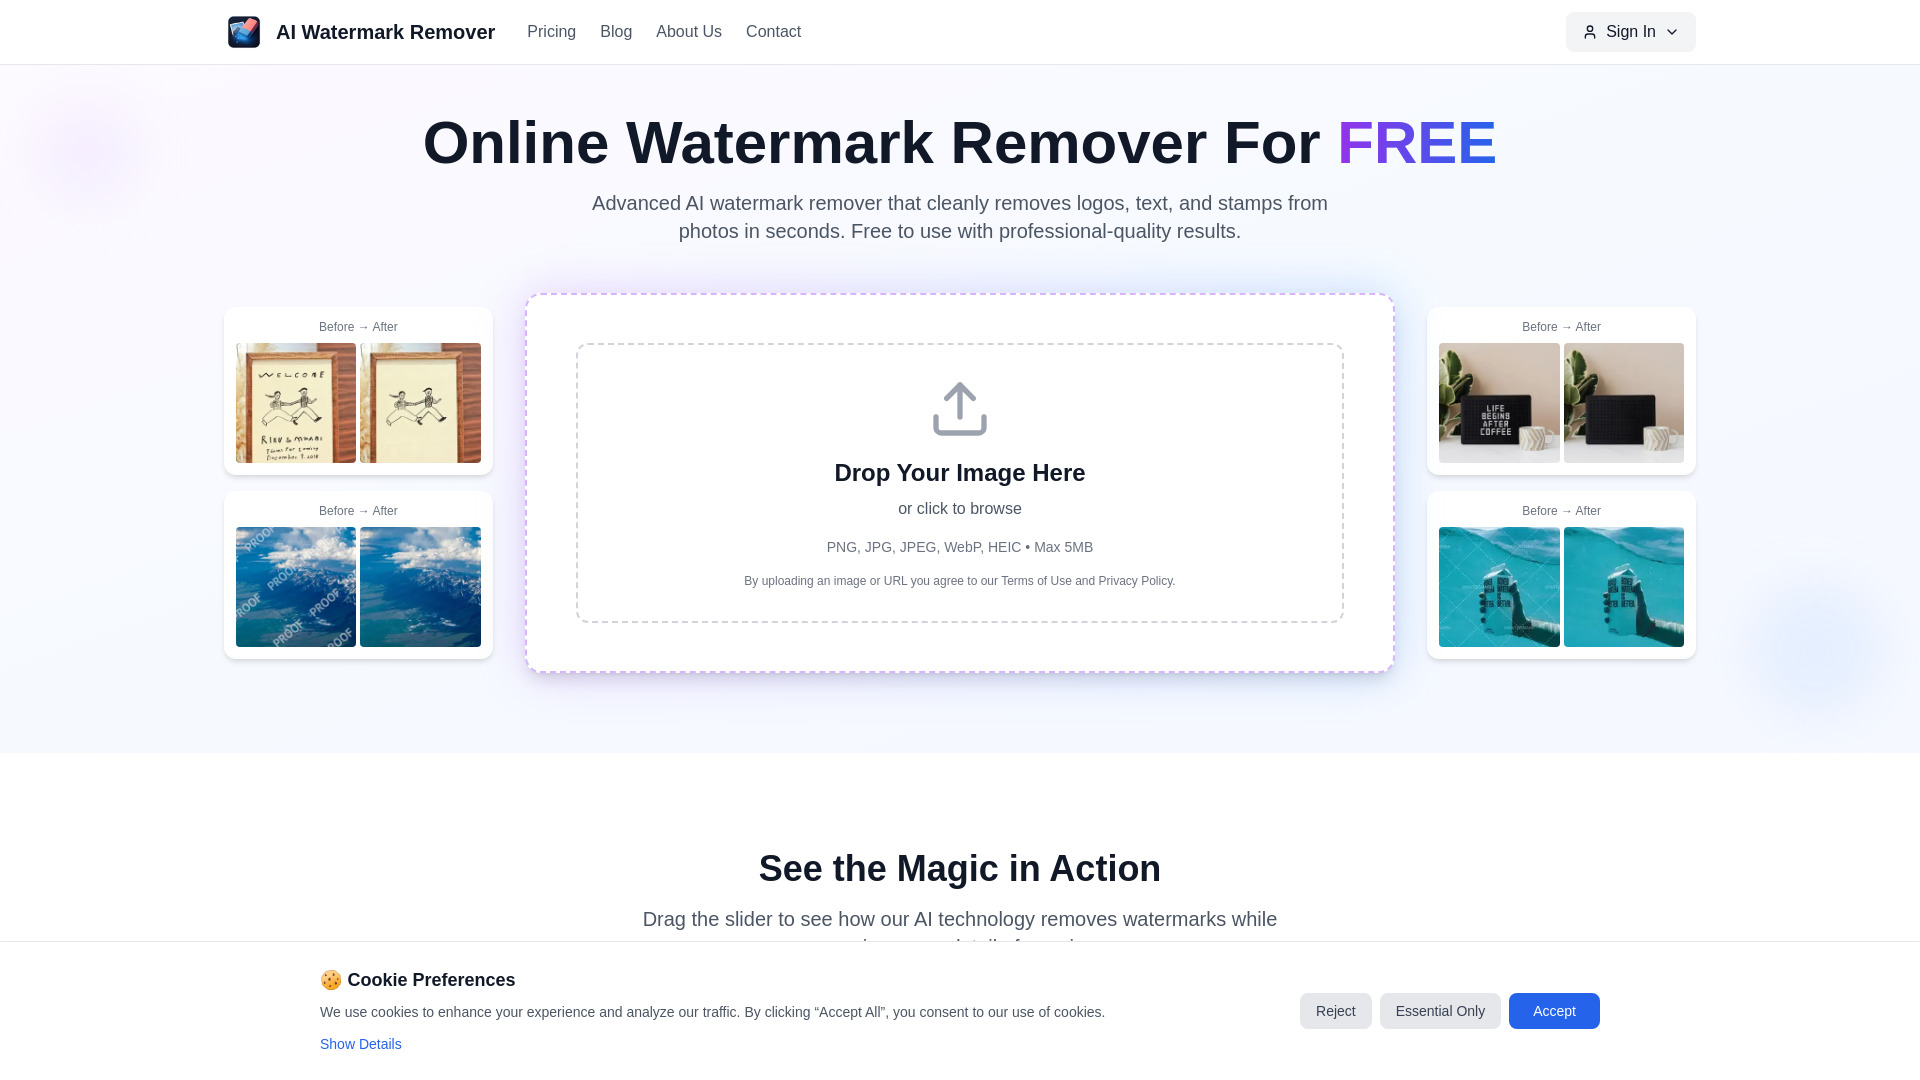 AI Watermark Remover
Pricing
Blog
About Us
Contact
Sign In
Online Watermark Remover For FREE
Advanced AI watermark remover that cleanly removes logos, text, and stamps from
photos in seconds. Free to use with professional-quality results.
Before → After
WELCOME
Before → After
PROOF
PROOF
PROOF
PROOF
Drop Your Image Here
or click to browse
PNG, JPG, JPEG, WebP, HEIC • Max 5MB
By uploading an image or URL you agree to our Terms of Use and Privacy Policy.
Before → After
LIFE
BEGINS
AFTER
COFFEE
Before → After
See the Magic in Action
Drag the slider to see how our AI technology removes watermarks while
🍪 Cookie Preferences
We use cookies to enhance your experience and analyze our traffic. By clicking “Accept All”, you consent to our use of cookies.
Show Details
Reject
Essential Only
Accept